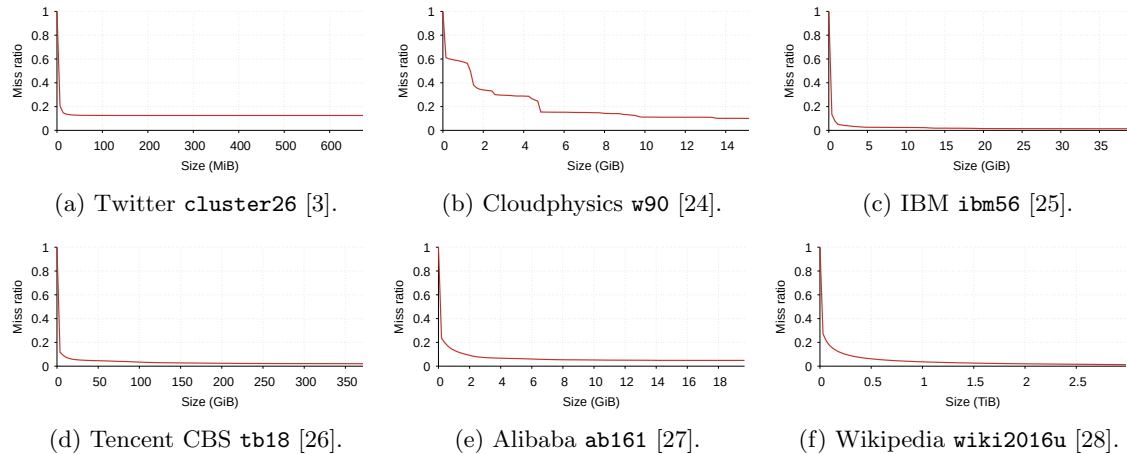 1
0.8
0.6
0.4
0.2
0
Miss ratio
0 100 200 300 400 500 600
Size (MiB)
(a) Twitter cluster26 [3].
1
0.8
0.6
0.4
0.2
0
Miss ratio
0 2 4 6 8 10 12 14
Size (GiB)
(b) Cloudphysics w90 [24].
1
0.8
0.6
0.4
0.2
0
Miss ratio
0 5 10 15 20 25 30 35
Size (GiB)
(c) IBM ibm56 [25].
1
0.8
0.6
0.4
0.2
0
Miss ratio
0 50 100 150 200 250 300 350
Size (GiB)
(d) Tencent CBS tb18 [26].
1
0.8
0.6
0.4
0.2
0
Miss ratio
0 2 4 6 8 10 12 14 16 18
Size (GiB)
(e) Alibaba ab161 [27].
1
0.8
0.6
0.4
0.2
0
Miss ratio
0 0.5 1 1.5 2 2.5
Size (TiB)
(f) Wikipedia wiki2016u [28].